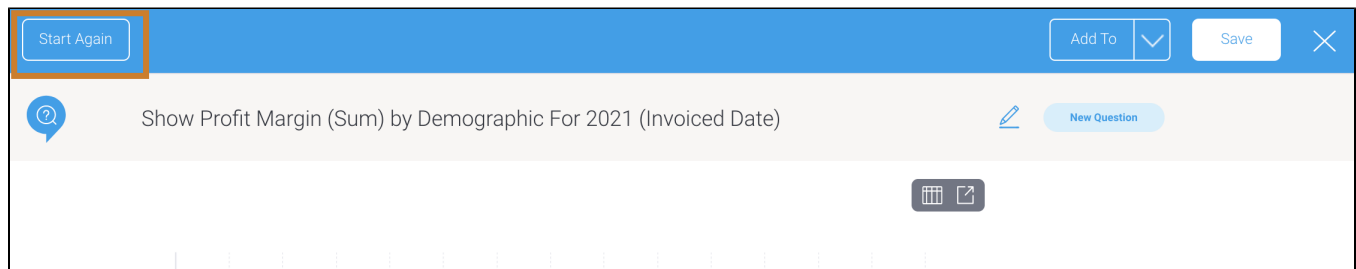 Start Again
Add To
Save
Show Profit Margin (Sum) by Demographic For 2021 (Invoiced Date)
New Question